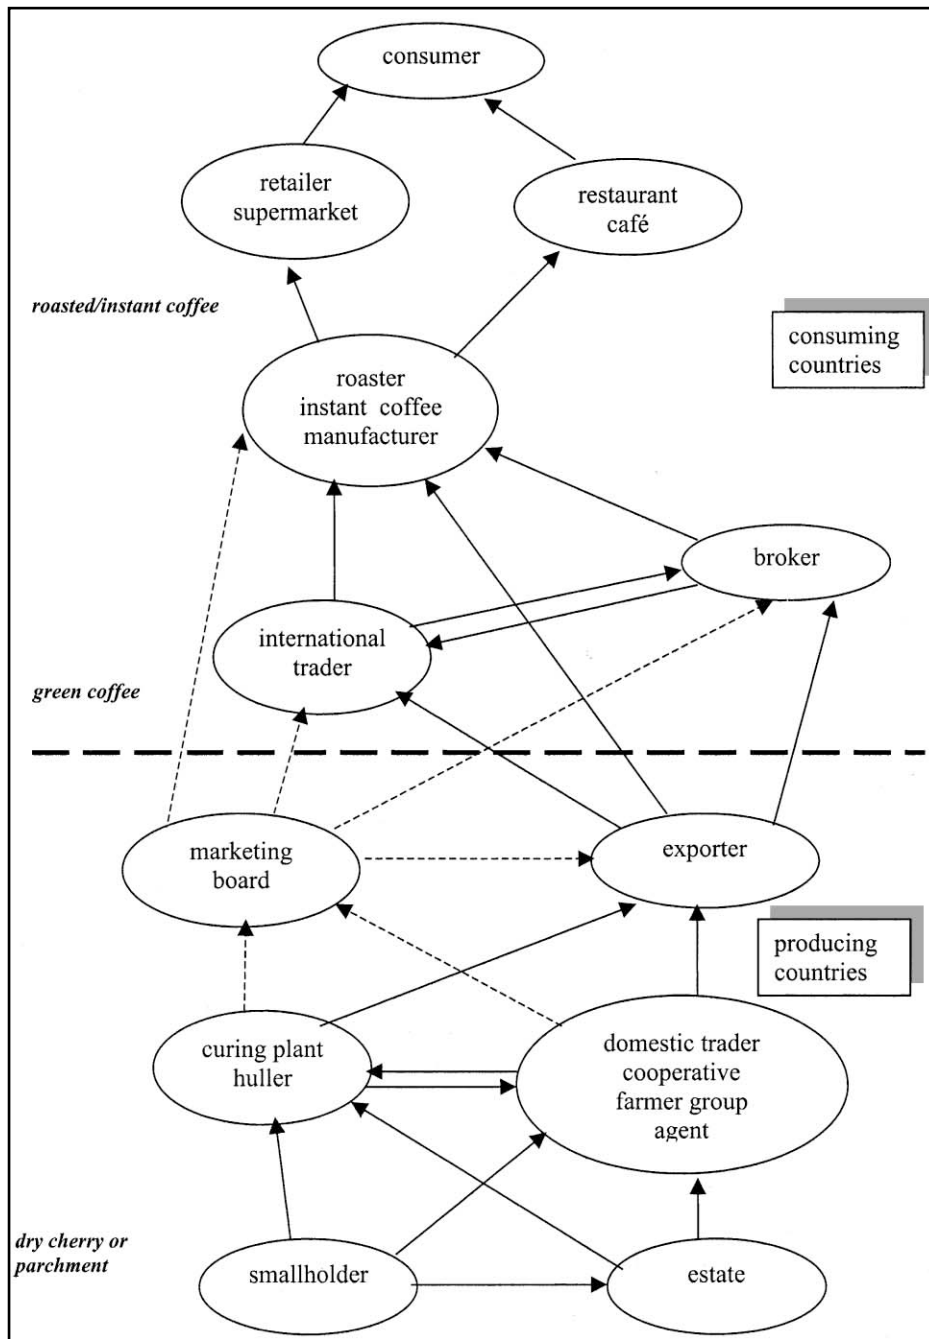 consumer
retailer
supermarket
restaurant
café
roasted/instant coffee
consuming
countries
roaster
instant coffee
manufacturer
broker
international
trader
green coffee
marketing
board
exporter
producing
countries
curing plant
huller
domestic trader
cooperative
farmer group
agent
dry cherry or
parchment
smallholder
estate